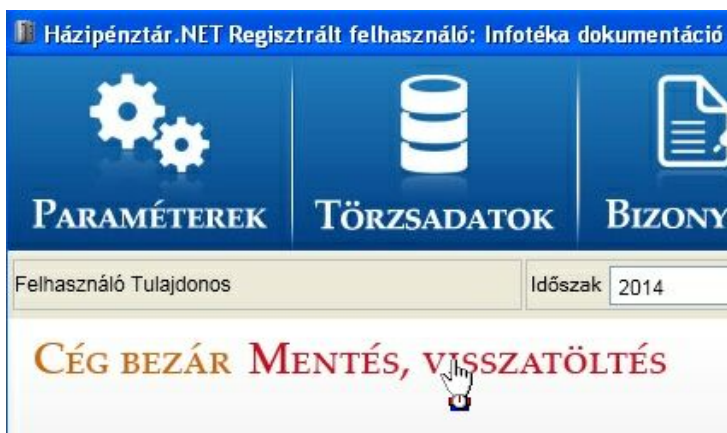 Házipénztár.NET Regisztrált felhasználó: Infotéka dokumentáció
PARAMÉTEREK TÖRZSADATOK
Felhasználó Tulajdonos Időszak 2014
CÉG BEZÁR MENTÉS, VISSZATÖLTÉS